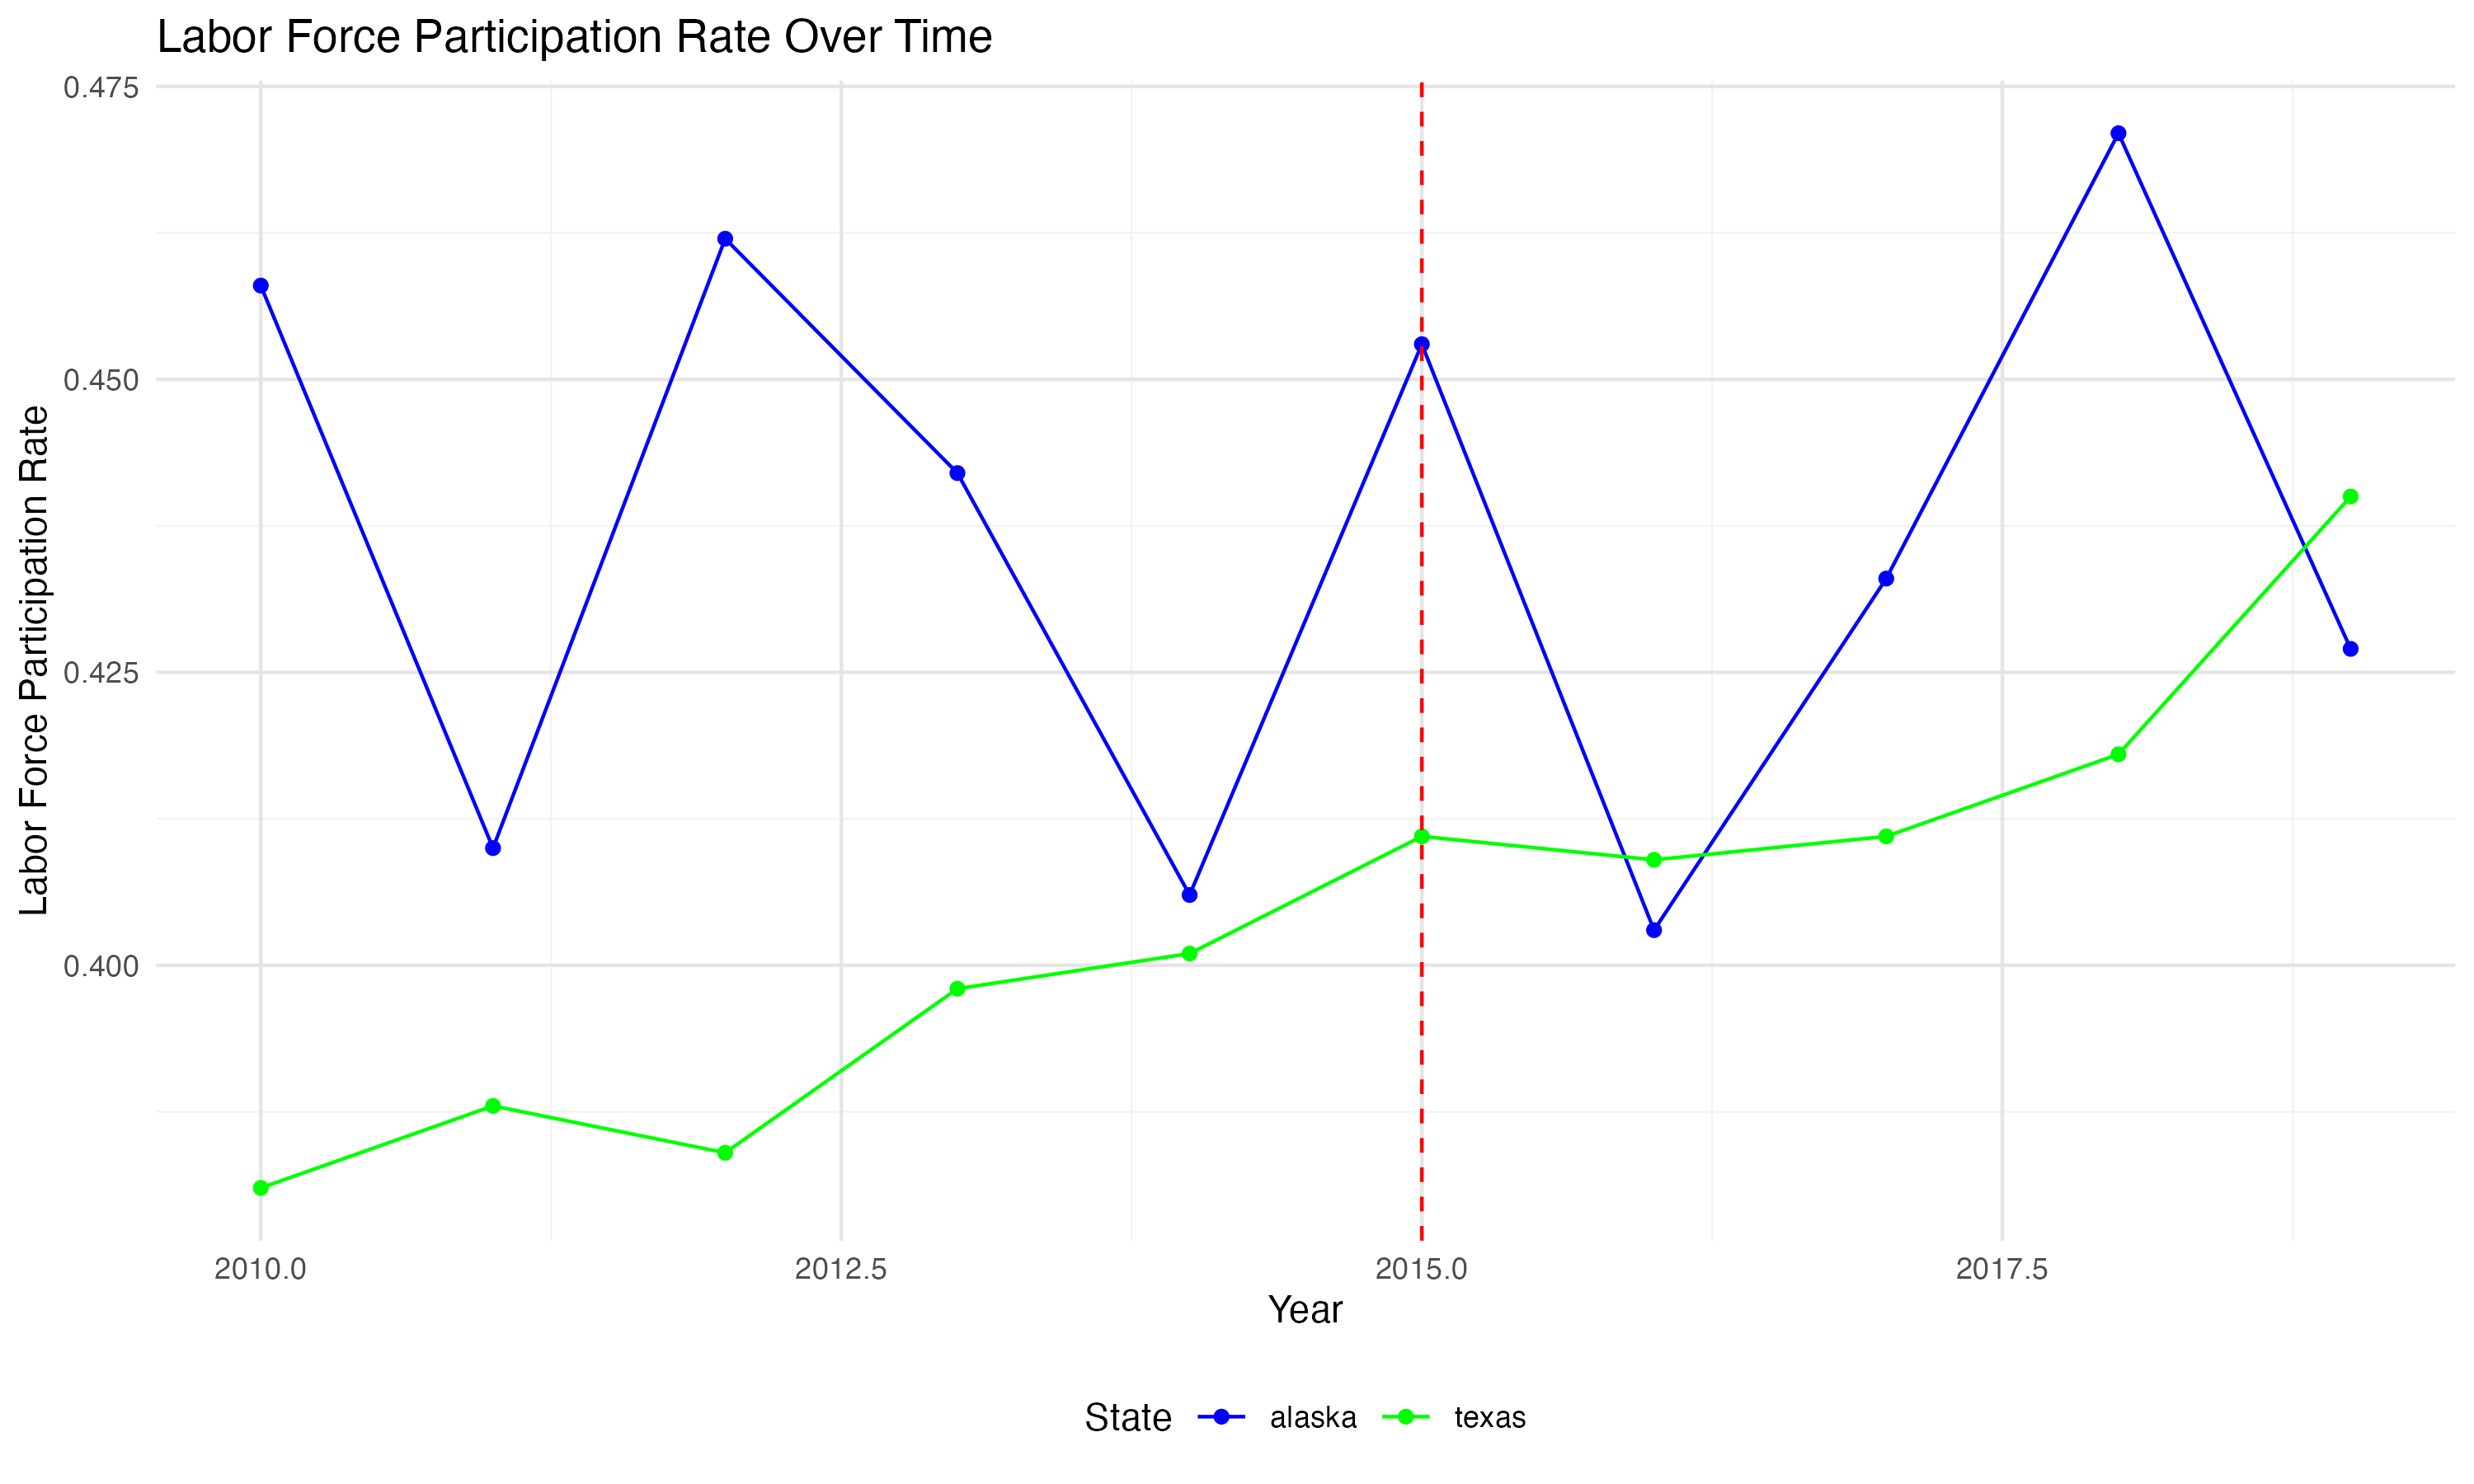 Labor Force Participation Rate Over Time
Labor Force Participation Rate
0.475
0.450
0.425
0.400
2010.0 2012.5 2015.0 2017.5
Year
State alaska texas